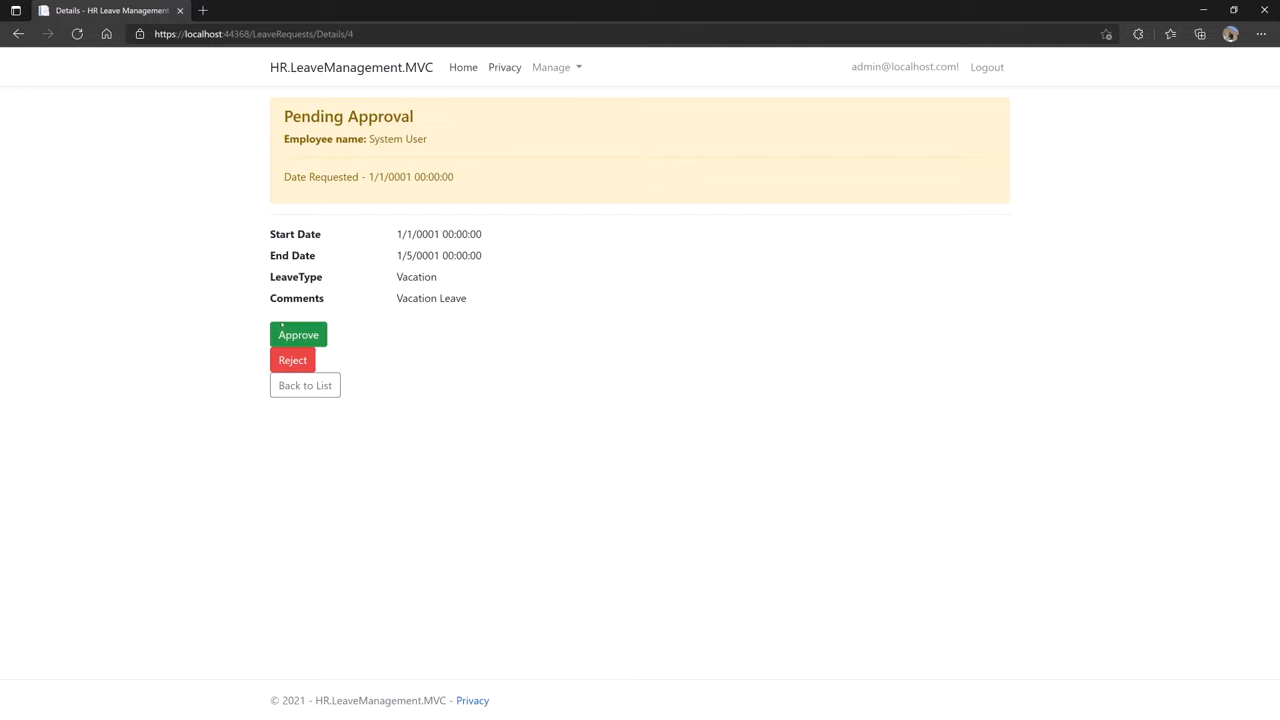 Details - HR Leave Management
https://localhost:44368/LeaveRequests/Details/4
HR.LeaveManagement.MVC Home Privacy Manage admin@localhost.com! Logout
Pending Approval
Employee name: System User
Date Requested - 1/1/0001 00:00:00
Start Date 1/1/0001 00:00:00
End Date 1/5/0001 00:00:00
LeaveType Vacation
Comments Vacation Leave
Approve
Reject
Back to List
© 2021 - HR.LeaveManagement.MVC - Privacy